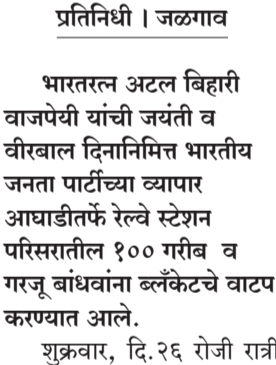 प्रतिनिधी । जळगाव
भारतरत्न अटल बिहारी
वाजपेयी यांची जयंती व
वीरबाल दिनानिमित्त भारतीय
जनता पार्टीच्या व्यापार
आघाडीतर्फे रेल्वे स्टेशन
परिसरातील १०० गरीब व
गरजू बांधवांना ब्लँकेटचे वाटप
करण्यात आले.
शुक्रवार, दि.२६ रोजी रात्री